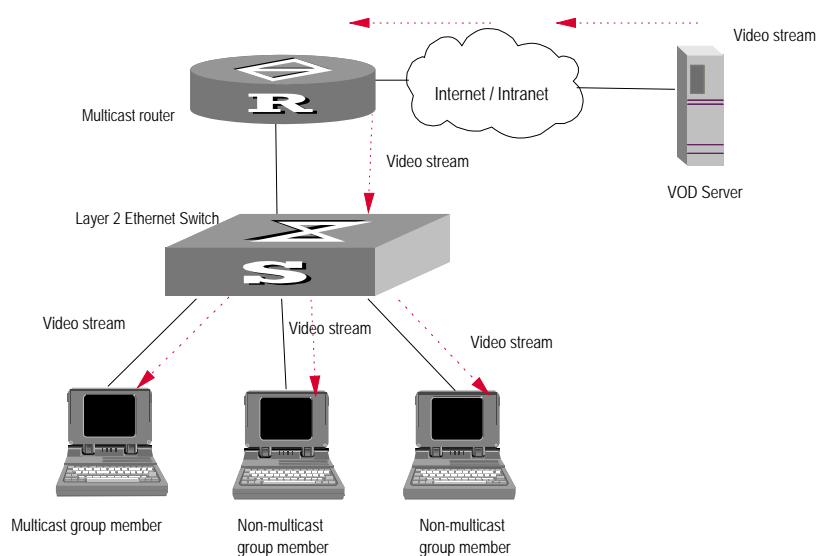 Video stream
Internet / Intranet
R
Multicast router
Video stream
VOD Server
Layer 2 Ethernet Switch
S
Video stream
Video stream
Video stream
Multicast group member
Non-multicast
group member
Non-multicast
group member